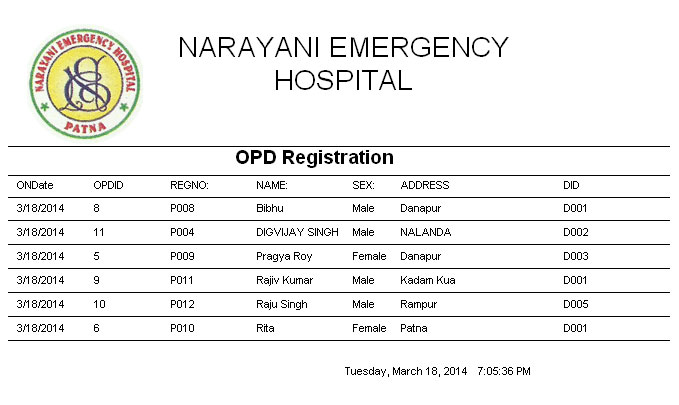 NARAYANI EMERGENCY HOSPITAL
PATNA
NARAYANI EMERGENCY
HOSPITAL
OPD Registration
ONDate OPDID REGNO: NAME: SEX: ADDRESS DID
3/18/2014 8 P008 Bibhu Male Danapur D001
3/18/2014 11 P004 DIGVIJAY SINGH Male NALANDA D002
3/18/2014 5 P009 Pragya Roy Female Danapur D003
3/18/2014 9 P011 Rajiv Kumar Male Kadam Kua D001
3/18/2014 10 P012 Raju Singh Male Rampur D005
3/18/2014 6 P010 Rita Female Patna D001
Tuesday, March 18, 2014 7:05:36 PM